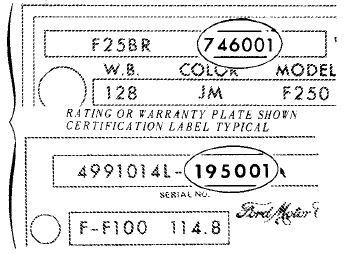 F25BR 746001
W.B. COLOR MODEL
128 JM F250
RATING OR WARRANTY PLATE SHOWN
CERTIFICATION LABEL TYPICAL
4991014L-195001
SERIAL NO.
Ford Motor
F-F100 114.8